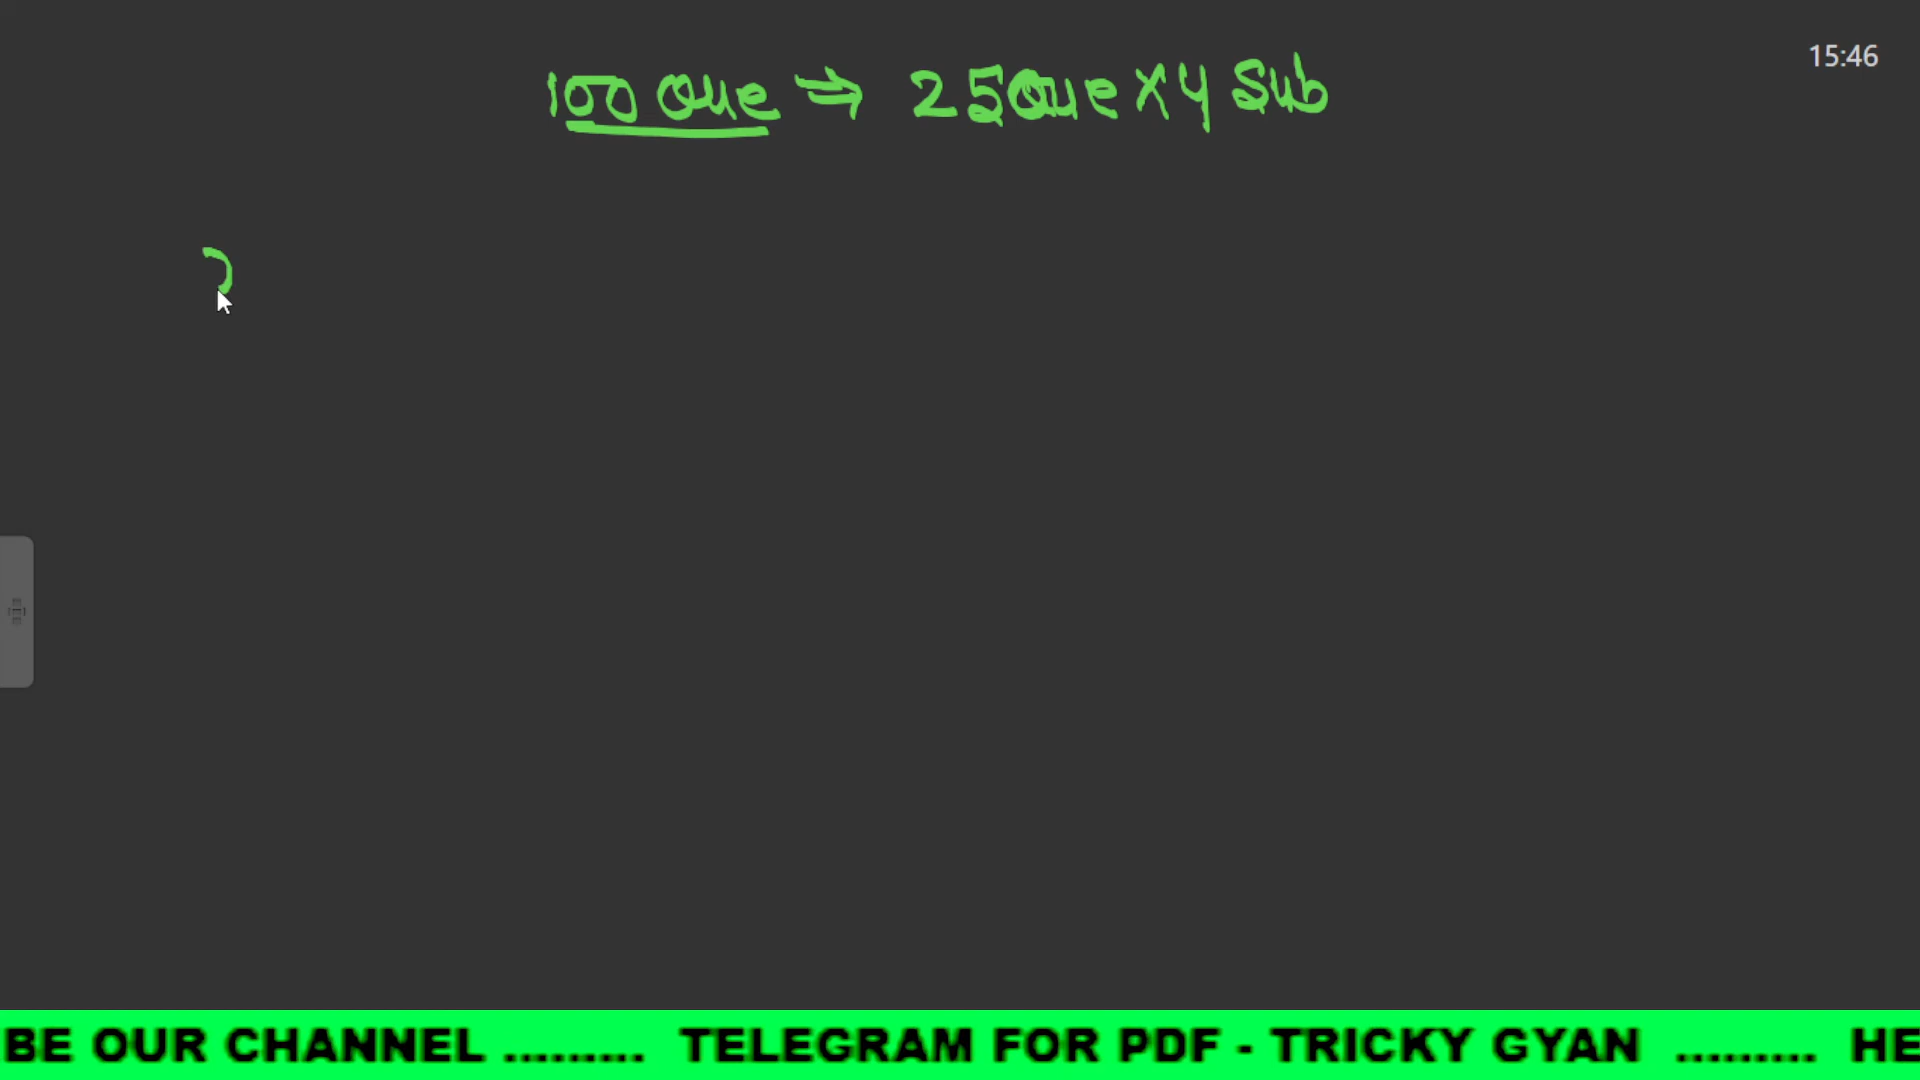 15:46
100 Que ⇒ 25 Que x 4 Sub
BE OUR CHANNEL ......... TELEGRAM FOR PDF - TRICKY GYAN ......... HE